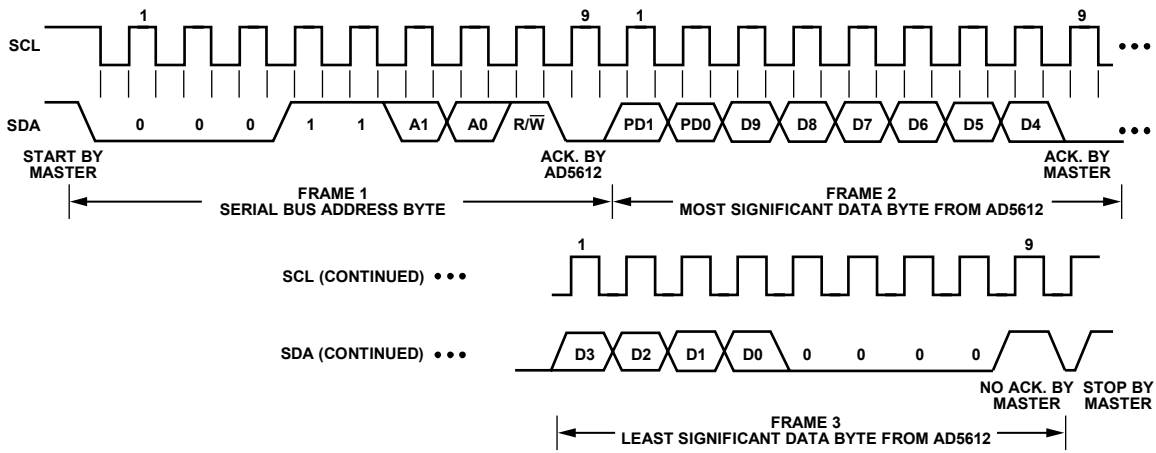 1 9 1 9
SCL
SDA 0 0 0 1 1 A1 A0 R/W̅ PD1 PD0 D9 D8 D7 D6 D5 D4
START BY MASTER
ACK. BY AD5612
ACK. BY MASTER
FRAME 1
SERIAL BUS ADDRESS BYTE
FRAME 2
MOST SIGNIFICANT DATA BYTE FROM AD5612
1 9
SCL (CONTINUED)
SDA (CONTINUED) D3 D2 D1 D0 0 0 0 0
NO ACK. BY MASTER
STOP BY MASTER
FRAME 3
LEAST SIGNIFICANT DATA BYTE FROM AD5612